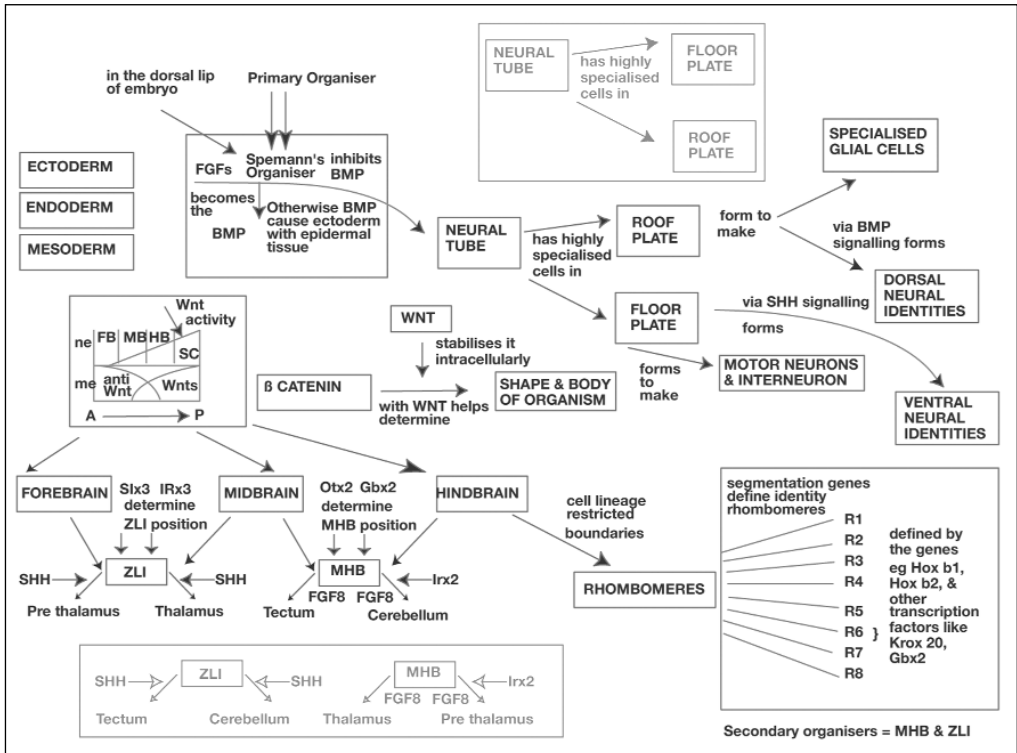 NEURAL
TUBE
has highly
specialised
cells in
FLOOR
PLATE
ROOF
PLATE
in the dorsal lip
of embryo
Primary Organiser
ECTODERM
ENDODERM
MESODERM
FGFs
Spemann's
Organiser
inhibits
BMP
becomes
the
BMP
Otherwise BMP
cause ectoderm
with epidermal
tissue
NEURAL
TUBE
has highly
specialised
cells in
ROOF
PLATE
form to
make
SPECIALISED
GLIAL CELLS
via BMP
signalling forms
DORSAL
NEURAL
IDENTITIES
FLOOR
PLATE
via SHH signalling
forms
forms
to
make
MOTOR NEURONS
& INTERNEURON
VENTRAL
NEURAL
IDENTITIES
Wnt
activity
ne FB MB HB
SC
me anti
Wnt
Wnts
A P
WNT
stabilises it
intracellularly
ß CATENIN
with WNT helps
determine
SHAPE & BODY
OF ORGANISM
FOREBRAIN
SIx3 IRx3
determine
ZLI position
MIDBRAIN
Otx2 Gbx2
determine
MHB position
HINDBRAIN
SHH
ZLI
SHH
Pre thalamus
Thalamus
MHB
FGF8 FGF8
Irx2
Tectum
Cerebellum
cell lineage
restricted
boundaries
RHOMBOMERES
segmentation genes
define identity
rhombomeres
R1
R2
R3
R4
R5
R6 }
R7
R8
defined by
the genes
eg Hox b1,
Hox b2, &
other
transcription
factors like
Krox 20,
Gbx2
SHH
ZLI
SHH
Tectum
Cerebellum
MHB
FGF8 FGF8
Irx2
Thalamus
Pre thalamus
Secondary organisers = MHB & ZLI